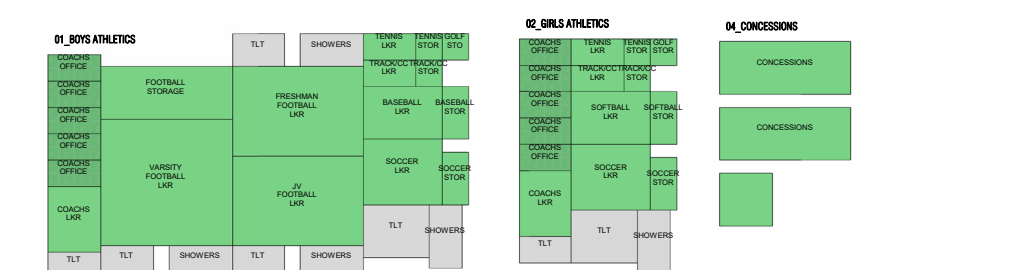 01_BOYS ATHLETICS
COACHS
OFFICE
COACHS
OFFICE
COACHS
OFFICE
COACHS
OFFICE
COACHS
OFFICE
COACHS
LKR
TLT
FOOTBALL
STORAGE
VARSITY
FOOTBALL
LKR
TLT
SHOWERS
TLT
SHOWERS
FRESHMAN
FOOTBALL
LKR
JV
FOOTBALL
LKR
TLT
SHOWERS
TENNIS
LKR
TENNIS
STOR
GOLF
STO
TRACK/CC
LKR
TRACK/CC
STOR
BASEBALL
LKR
BASEBALL
STOR
SOCCER
LKR
SOCCER
STOR
TLT
SHOWERS
02_GIRLS ATHLETICS
COACHS
OFFICE
COACHS
OFFICE
COACHS
OFFICE
COACHS
OFFICE
COACHS
OFFICE
COACHS
LKR
TLT
TENNIS
LKR
TENNIS
STOR
GOLF
STO
TRACK/CC
LKR
TRACK/CC
STOR
SOFTBALL
LKR
SOFTBALL
STOR
SOCCER
LKR
SOCCER
STOR
TLT
SHOWERS
04_CONCESSIONS
CONCESSIONS
CONCESSIONS